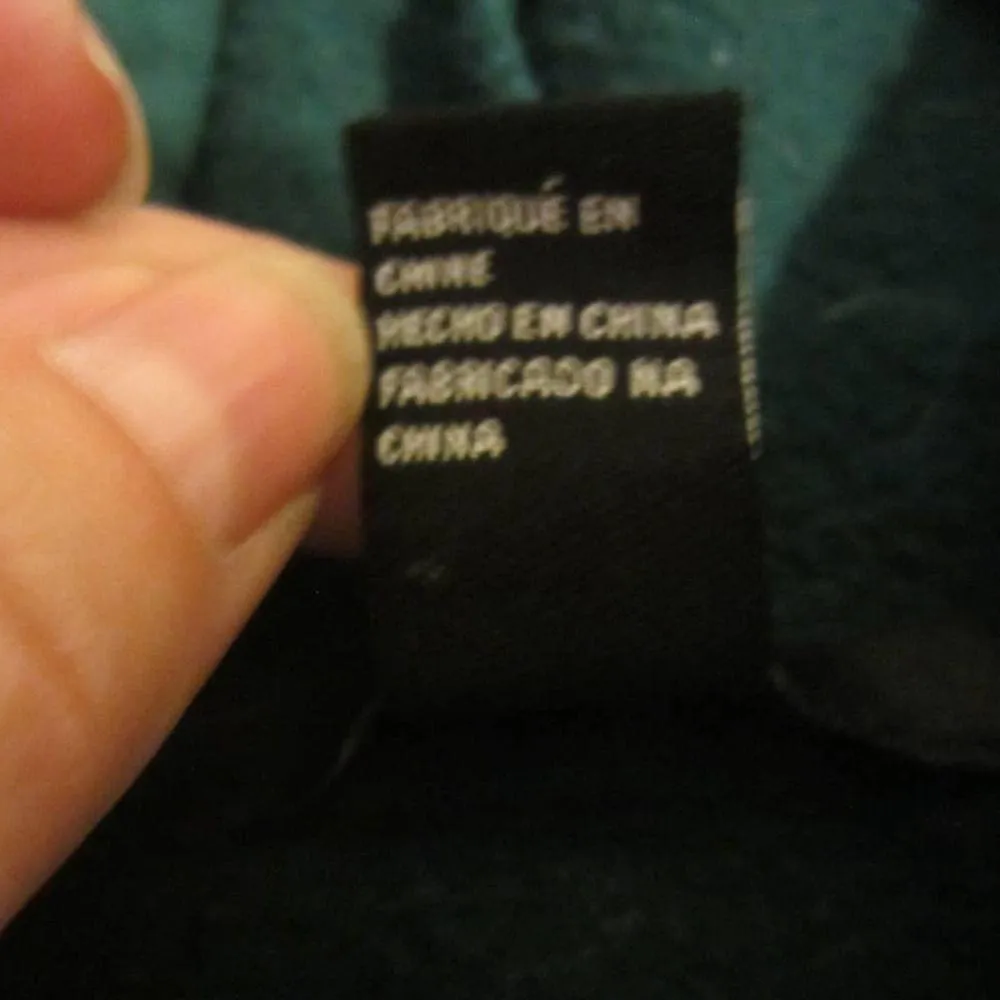 FABRIQUÉ EN
CHINE
HECHO EN CHINA
FABRICADO NA
CHINA